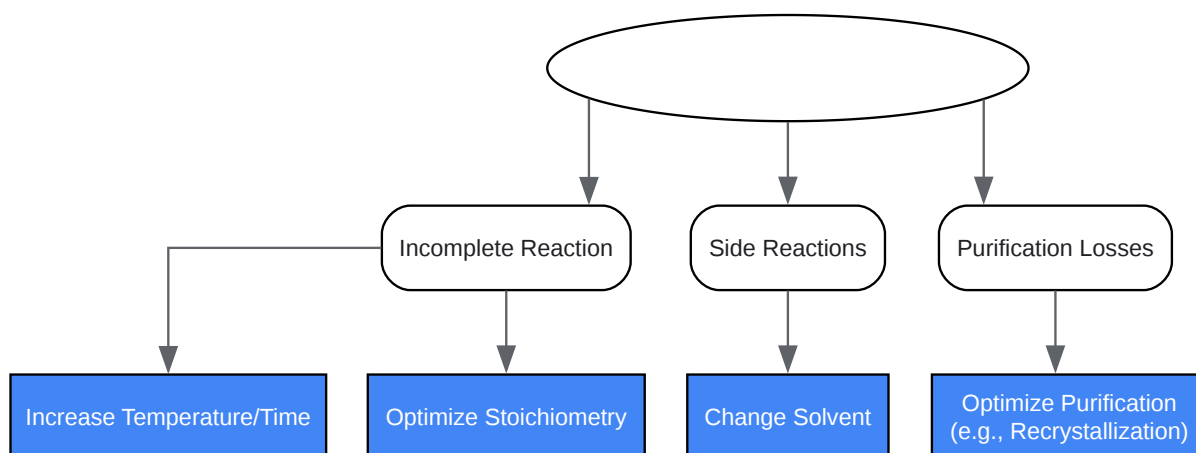 Incomplete Reaction
Side Reactions
Purification Losses
Increase Temperature/Time
Optimize Stoichiometry
Change Solvent
Optimize Purification
(e.g., Recrystallization)